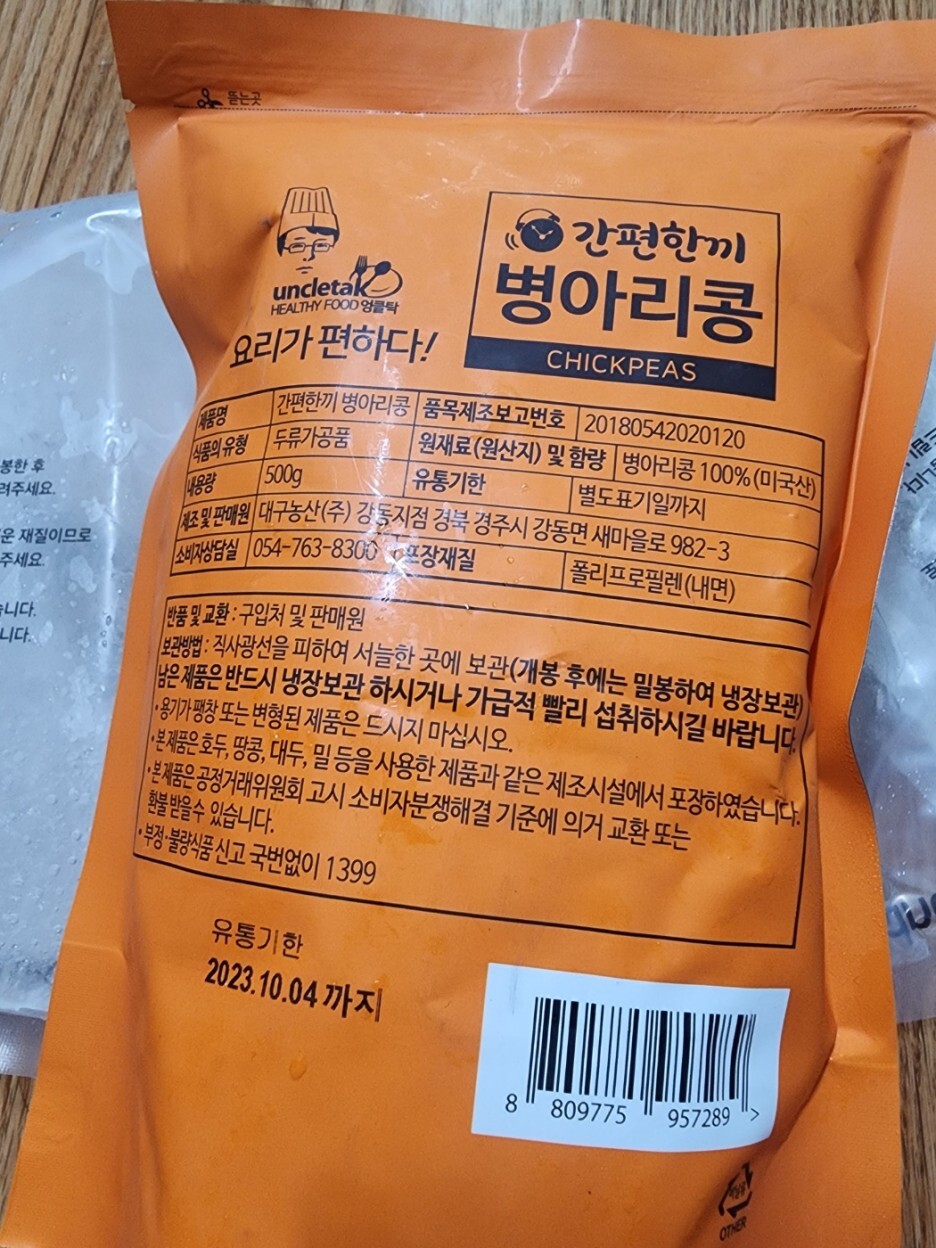 뜯는곳
uncletak
HEALTHY FOOD 엉클탁
요리가 편하다!
간편한끼
병아리콩
CHICKPEAS
제품명 간편한끼 병아리콩 품목제조보고번호 20180542020120
식품의 유형 두류가공품 원재료(원산지) 및 함량 병아리콩 100%(미국산)
내용량 500g 유통기한 별도표기일까지
제조 및 판매원 대구농산(주) 강동지점 경북 경주시 강동면 새마을로 982-3
소비자상담실 054-763-8300 포장재질 폴리프로필렌(내면)
반품 및 교환 : 구입처 및 판매원
보관방법 : 직사광선을 피하여 서늘한 곳에 보관(개봉 후에는 밀봉하여 냉장보관)
남은 제품은 반드시 냉장보관 하시거나 가급적 빨리 섭취하시길 바랍니다.
• 용기가 팽창 또는 변형된 제품은 드시지 마십시오.
• 본 제품은 호두, 땅콩, 대두, 밀 등을 사용한 제품과 같은 제조시설에서 포장하였습니다.
• 본 제품은 공정거래위원회 고시 소비자분쟁해결 기준에 의거 교환 또는
환불 받을 수 있습니다.
• 부정·불량식품 신고 국번없이 1399
유통기한
2023.10.04 까지
8 809775 957289 >
OTHER
봉한 후
려주세요.
운 재질이므로
주세요.
습니다.
니다.